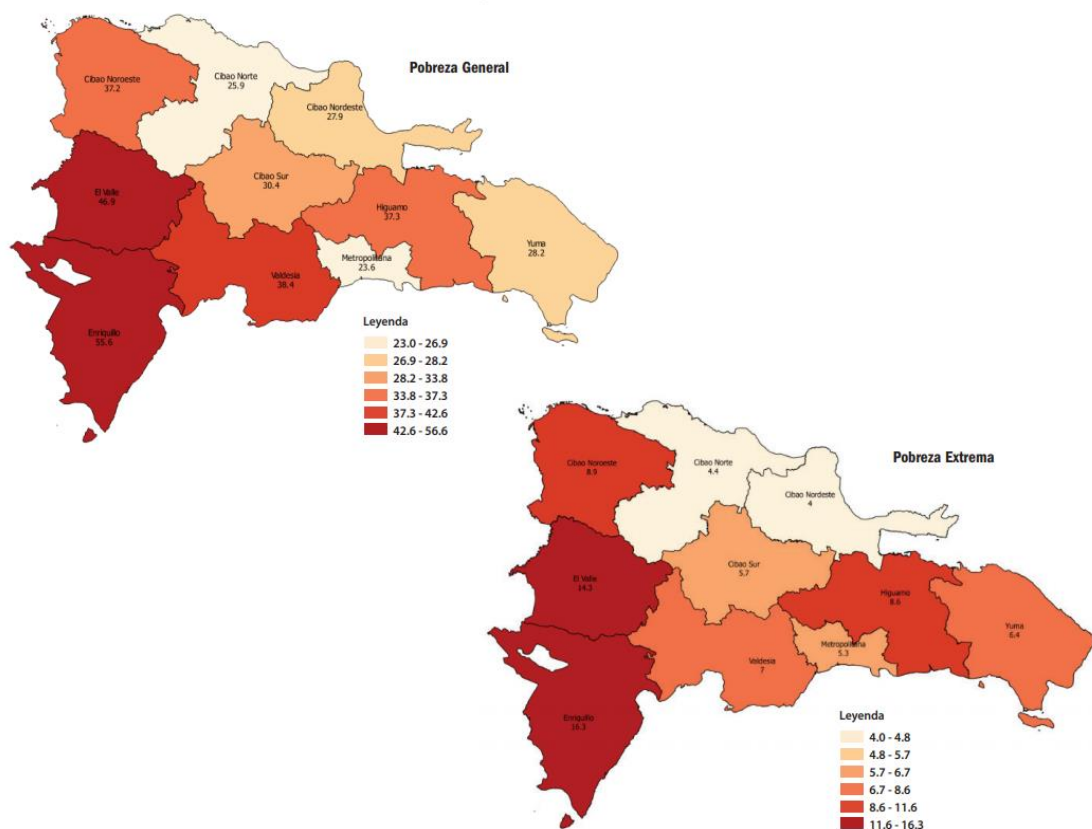 Pobreza General
Cibao Noroeste
37.2
Cibao Norte
25.9
Cibao Nordeste
27.9
Cibao Sur
30.4
El Valle
46.9
Higuamo
37.3
Yuma
28.2
Metropolitana
23.6
Valdesia
38.4
Enriquillo
55.6
Leyenda
23.0 - 26.9
26.9 - 28.2
28.2 - 33.8
33.8 - 37.3
37.3 - 42.6
42.6 - 56.6
Pobreza Extrema
Cibao Noroeste
8.9
Cibao Norte
4.4
Cibao Nordeste
4
Cibao Sur
5.7
El Valle
14.3
Higuamo
8.6
Yuma
6.4
Metropolitana
5.3
Valdesia
7
Enriquillo
16.3
Leyenda
4.0 - 4.8
4.8 - 5.7
5.7 - 6.7
6.7 - 8.6
8.6 - 11.6
11.6 - 16.3